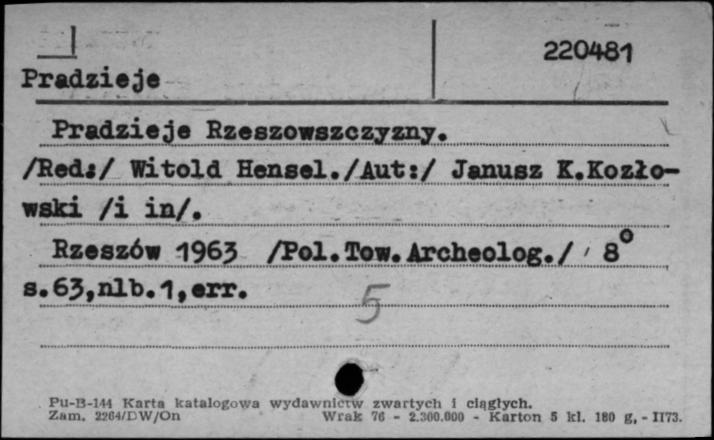 220481
Pradzieje
Pradzieje Rzeszowszczyzny.
/Red:/ Witold Hensel./Aut:/ Janusz K.Kozło-
wski /i in/.
Rzeszów 1963 /Pol.Tow.Archeolog./ 8°
s.63,nlb.1,err.
5
Pu-B-144 Karta katalogowa wydawnictw zwartych i ciągłych.
Zam. 2264/DW/On Wrak 76 - 2.300.000 - Karton 5 kl. 180 g, - II73.